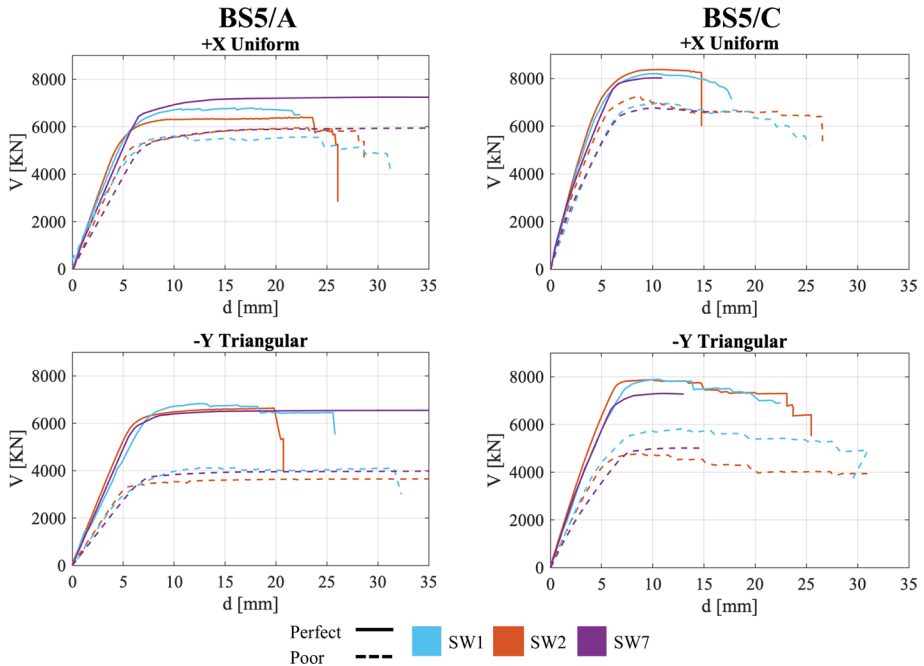 BS5/A
+X Uniform
V [KN]
8000
6000
4000
2000
0
0 5 10 15 20 25 30 35
d [mm]
BS5/C
+X Uniform
V [kN]
8000
6000
4000
2000
0
0 5 10 15 20 25 30 35
d [mm]
-Y Triangular
V [KN]
8000
6000
4000
2000
0
0 5 10 15 20 25 30 35
d [mm]
-Y Triangular
V [kN]
8000
6000
4000
2000
0
0 5 10 15 20 25 30 35
d [mm]
Perfect
Poor
SW1 SW2 SW7